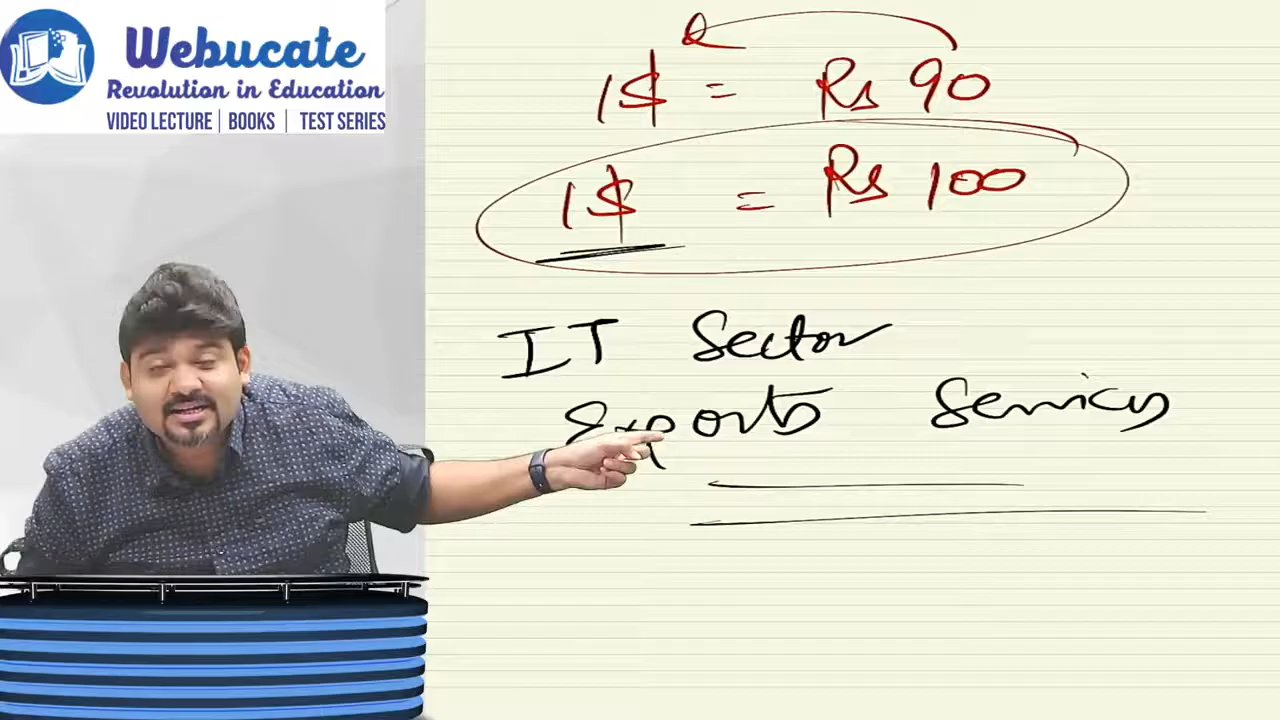 Webucate
Revolution in Education
VIDEO LECTURE | BOOKS | TEST SERIES
1$ = Rs 90
1$ = Rs 100
IT Sector
Exports Services